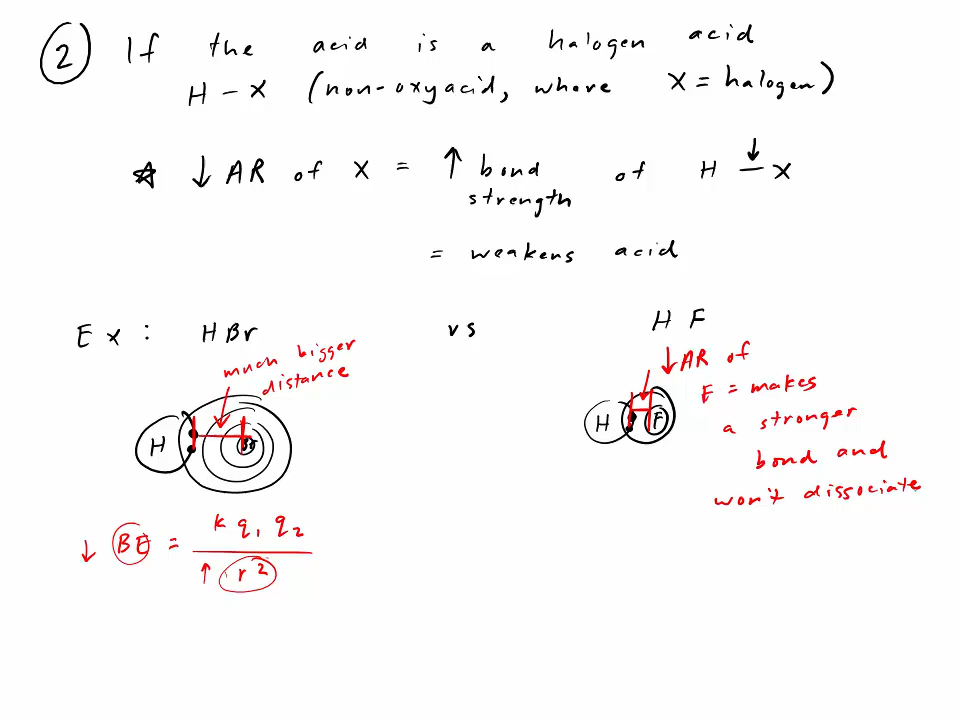 ② If the acid is a halogen acid
H – X (non-oxyacid, where X = halogen)
☆ ↓ AR of X = ↑ bond strength of H – X
= weakens acid
Ex : HBr vs HF
much bigger
distance
H
Br
↓ BE = k q₁ q₂ / ↑ r²
↓ AR of
F = makes
a stronger
bond and
won't dissociate
H
F